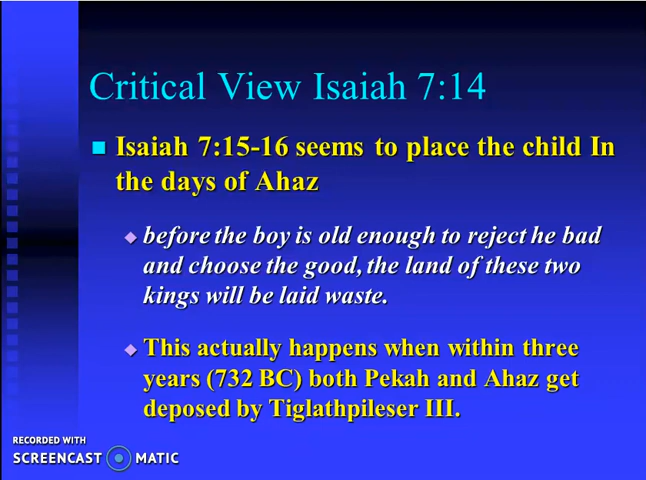 Critical View Isaiah 7:14
Isaiah 7:15-16 seems to place the child In
the days of Ahaz
before the boy is old enough to reject he bad
and choose the good, the land of these two
kings will be laid waste.
This actually happens when within three
years (732 BC) both Pekah and Ahaz get
deposed by Tiglathpileser III.
RECORDED WITH
SCREENCAST MATIC